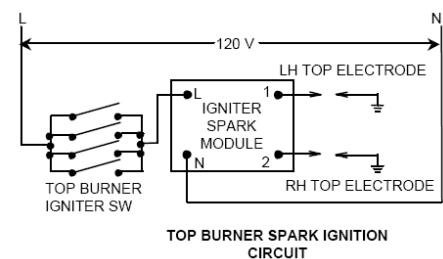 L N
120 V
LH TOP ELECTRODE
L 1
IGNITER
SPARK
MODULE
N 2
TOP BURNER
IGNITER SW
RH TOP ELECTRODE
TOP BURNER SPARK IGNITION
CIRCUIT